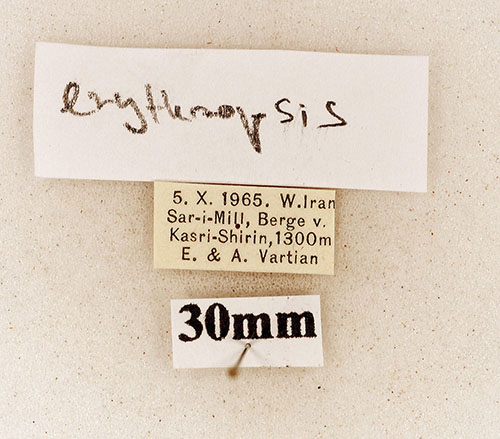 erythropsis
5. X. 1965. W.Iran
Sar-i-Mill, Berge v.
Kasri-Shirin,1300m
E. & A. Vartian
30mm